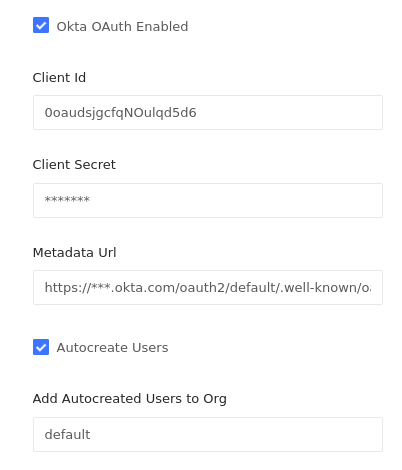 Okta OAuth Enabled
Client Id
0oaudsjgcfqNOulqd5d6
Client Secret
*******
Metadata Url
https://***.okta.com/oauth2/default/.well-known/o
Autocreate Users
Add Autocreated Users to Org
default